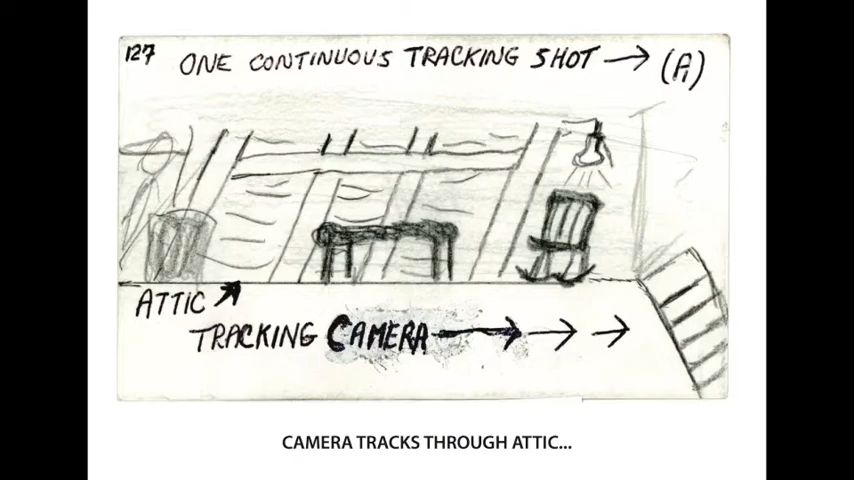 127 ONE CONTINUOUS TRACKING SHOT → (A)
ATTIC
TRACKING CAMERA → → →
CAMERA TRACKS THROUGH ATTIC...